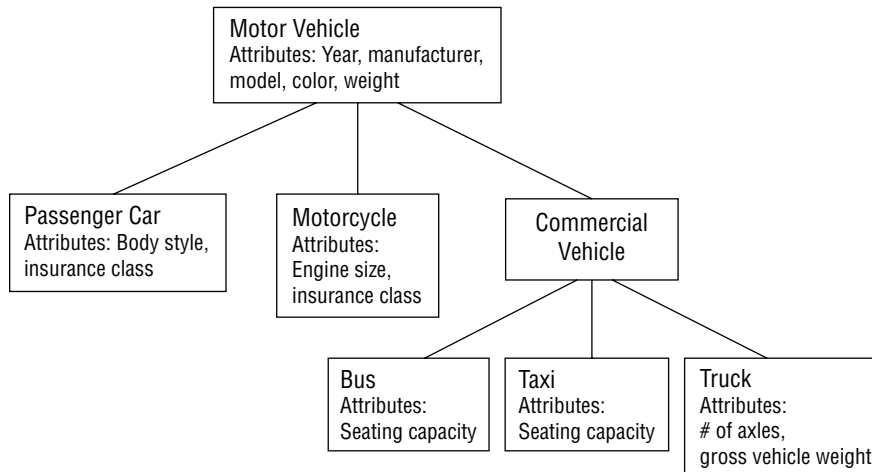 Motor Vehicle
Attributes: Year, manufacturer,
model, color, weight
Passenger Car
Attributes: Body style,
insurance class
Motorcycle
Attributes:
Engine size,
insurance class
Commercial
Vehicle
Bus
Attributes:
Seating capacity
Taxi
Attributes:
Seating capacity
Truck
Attributes:
# of axles,
gross vehicle weight